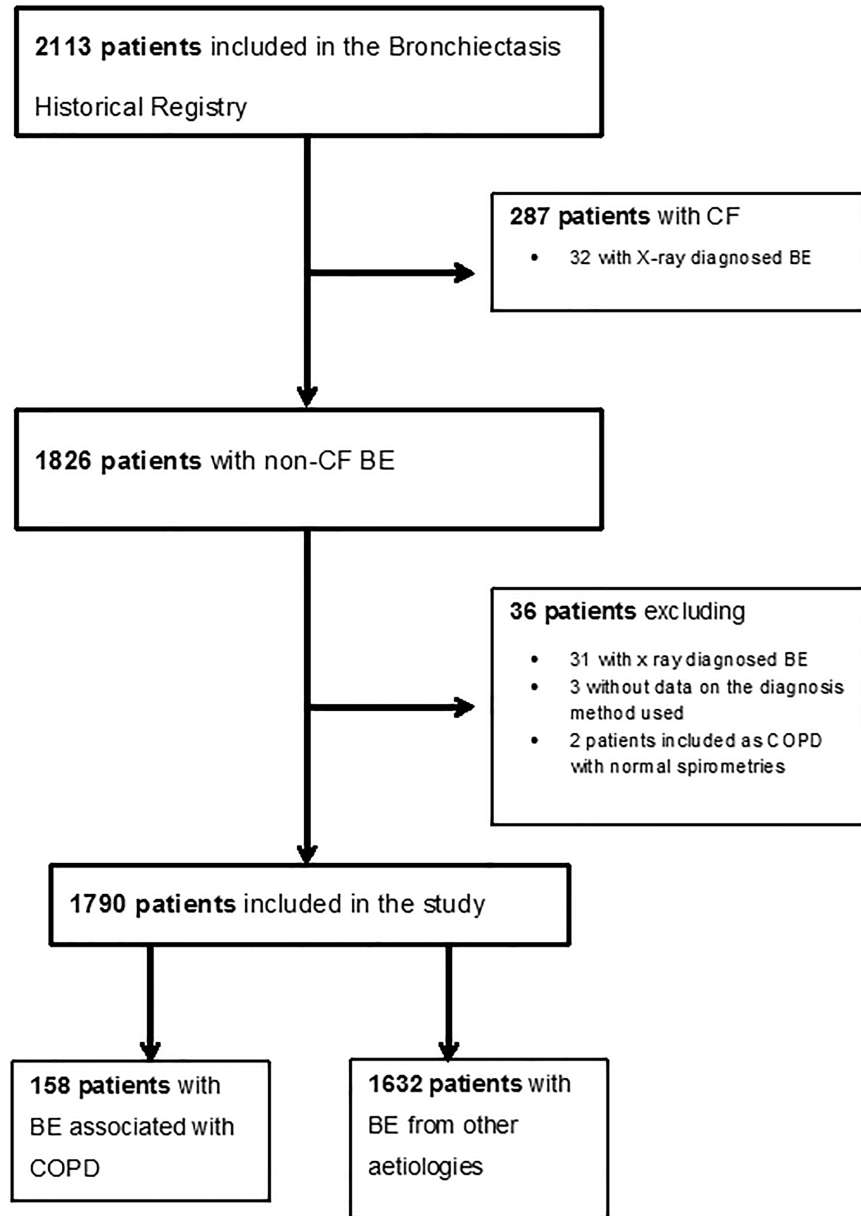 2113 patients included in the Bronchiectasis
Historical Registry
287 patients with CF
• 32 with X-ray diagnosed BE
1826 patients with non-CF BE
36 patients excluding
• 31 with x ray diagnosed BE
• 3 without data on the diagnosis
method used
• 2 patients included as COPD
with normal spirometries
1790 patients included in the study
158 patients with
BE associated with
COPD
1632 patients with
BE from other
aetiologies